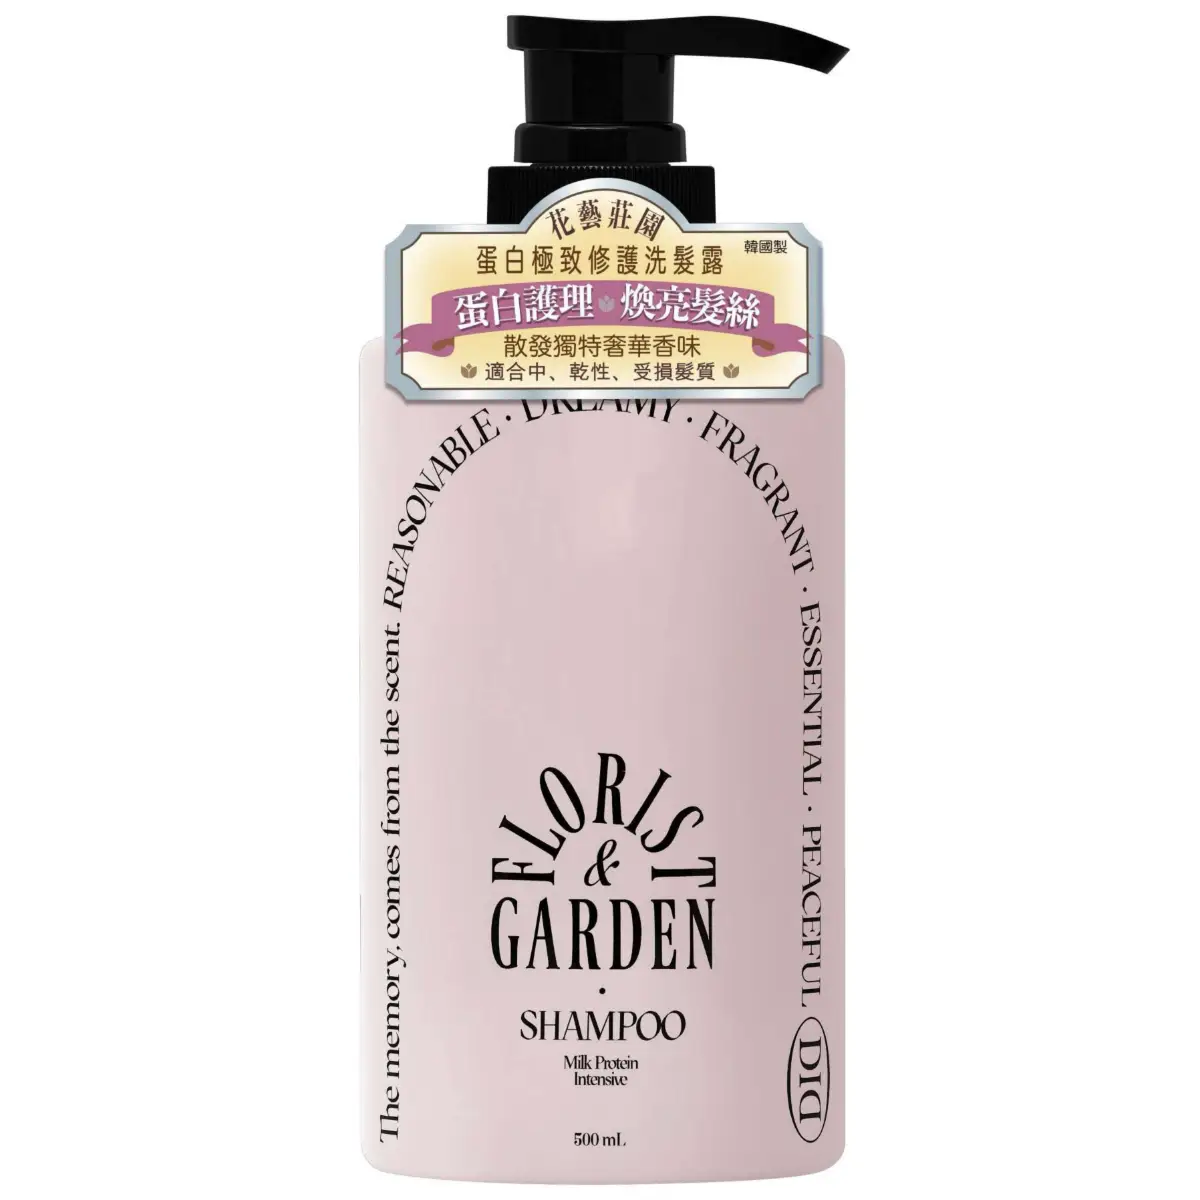 花藝莊園
蛋白極致修護洗髮露
韓國製
蛋白護理 煥亮髮絲
散發獨特奢華香味
適合中、乾性、受損髮質
The memory, comes from the scent. REASONABLE · DREAMY · FRAGRANT · ESSENTIAL · PEACEFUL
DID
FLORIST
&
GARDEN
·
SHAMPOO
Milk Protein
Intensive
500 mL